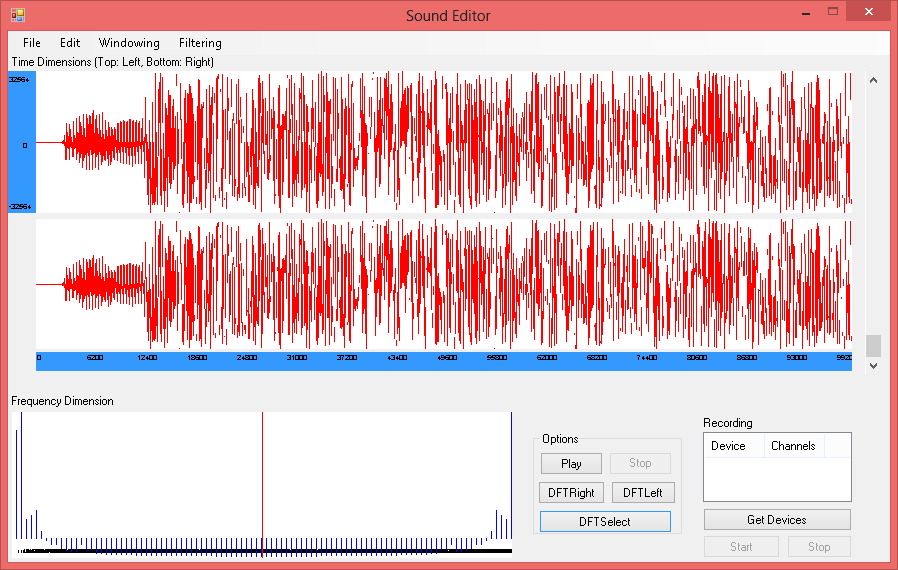 Sound Editor
File Edit Windowing Filtering
Time Dimensions (Top: Left, Bottom: Right)
0
0 6200 12400 18600 24800 31000 37200 43400 49600 55800 62000 68200 74400 80600 86800 93000 9920
Frequency Dimension
Options
Play Stop
DFTRight DFTLeft
DFTSelect
Recording
Device Channels
Get Devices
Start Stop